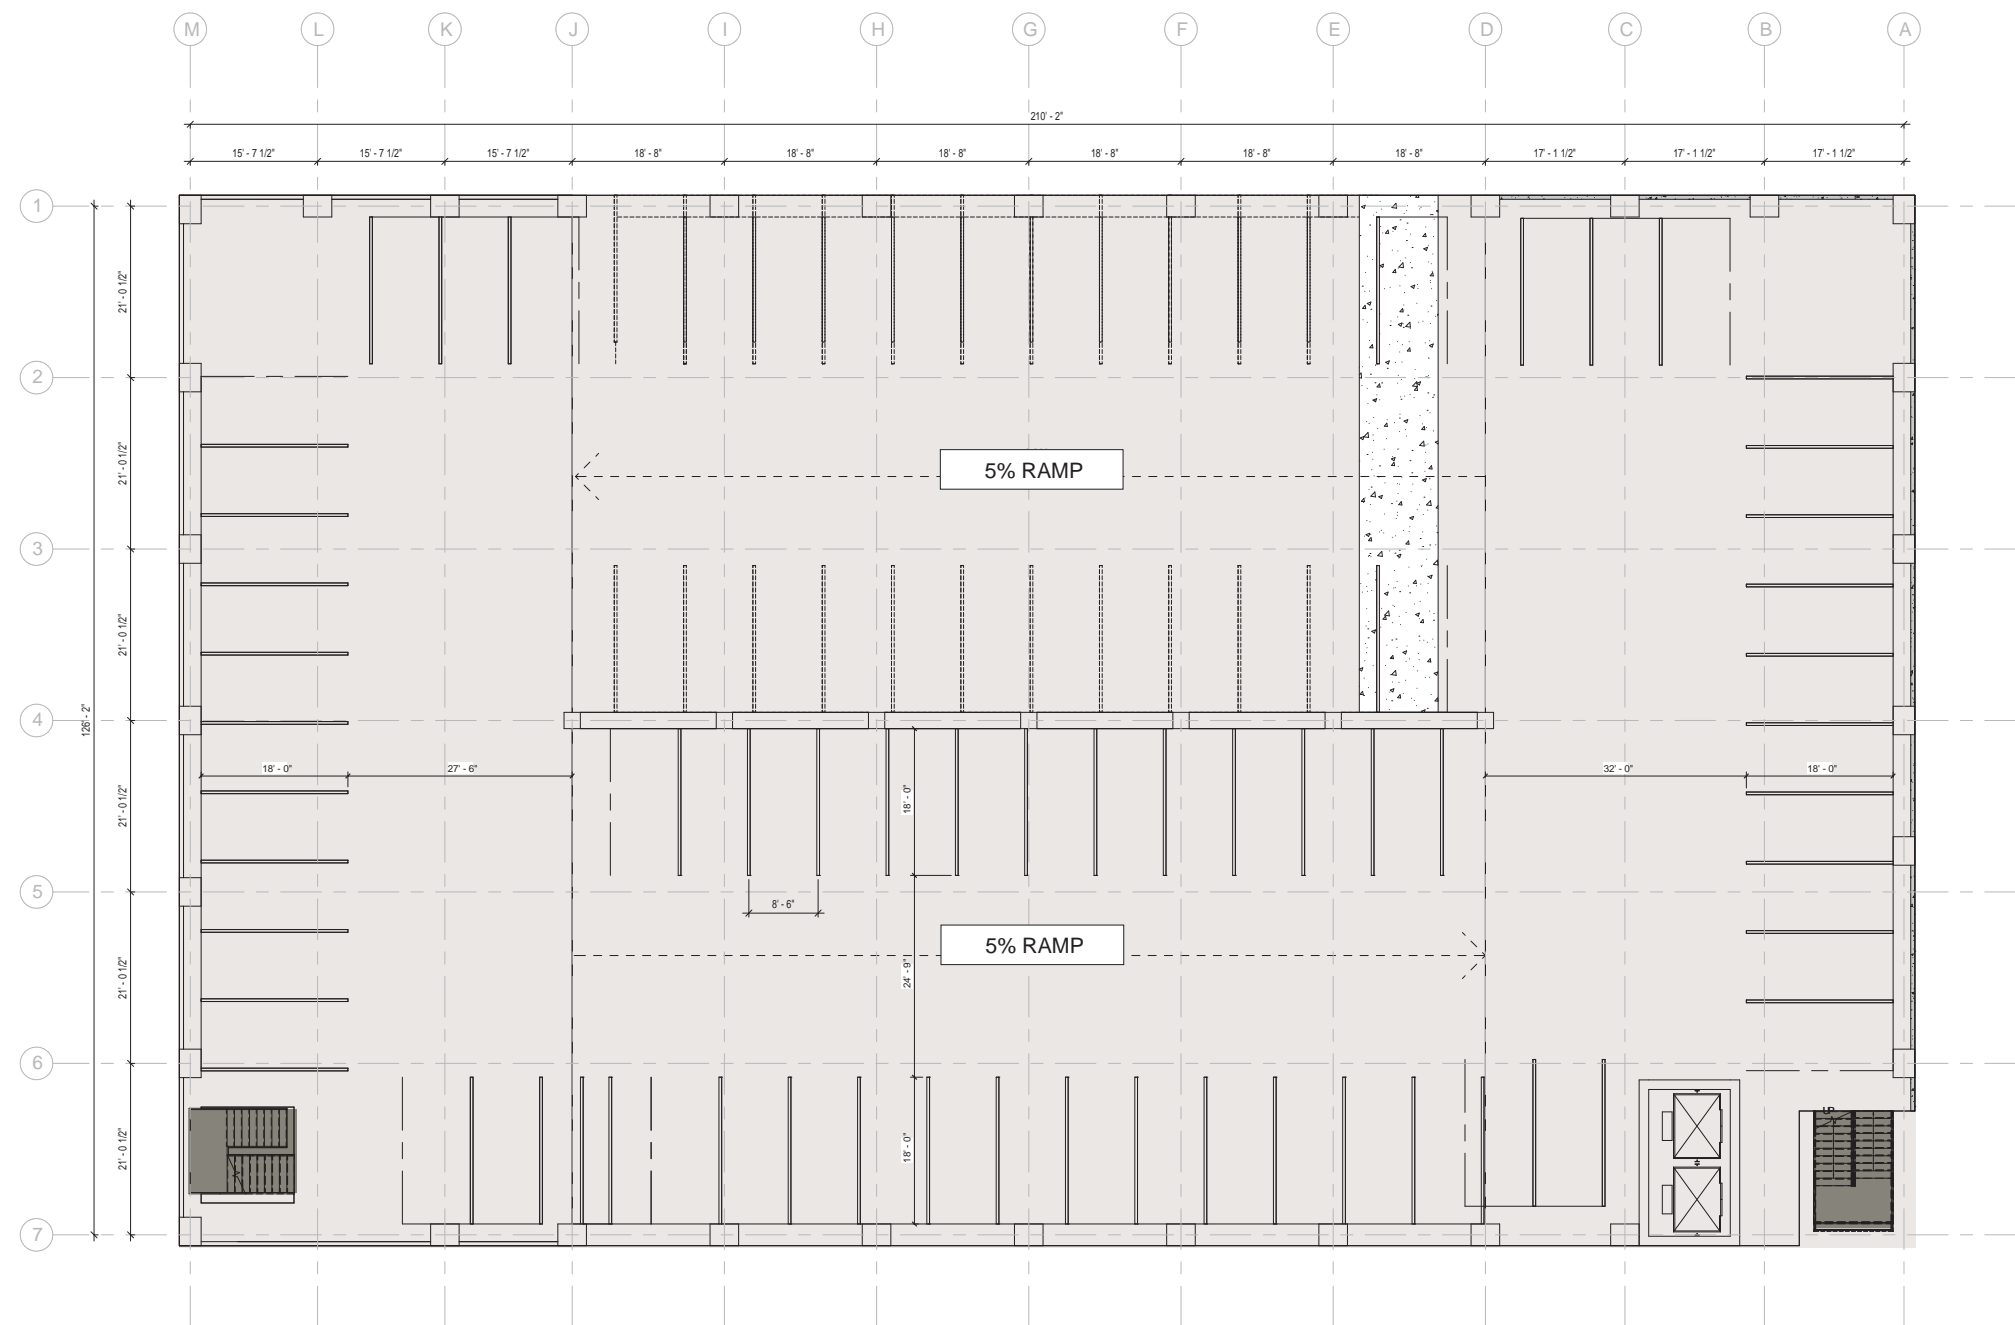 M L K J I H G F E D C B A
210' - 2"
15' - 7 1/2" 15' - 7 1/2" 15' - 7 1/2" 18' - 8" 18' - 8" 18' - 8" 18' - 8" 18' - 8" 18' - 8" 17' - 1 1/2" 17' - 1 1/2" 17' - 1 1/2"
1
21' - 0 1/2"
2
21' - 0 1/2"
5% RAMP
3
21' - 0 1/2"
126' - 2"
4
18' - 0" 27' - 6" 32' - 0" 18' - 0"
21' - 0 1/2"
18' - 0"
5
8' - 6"
5% RAMP
21' - 0 1/2"
24' - 9"
6
UP
21' - 0 1/2"
18' - 0"
7